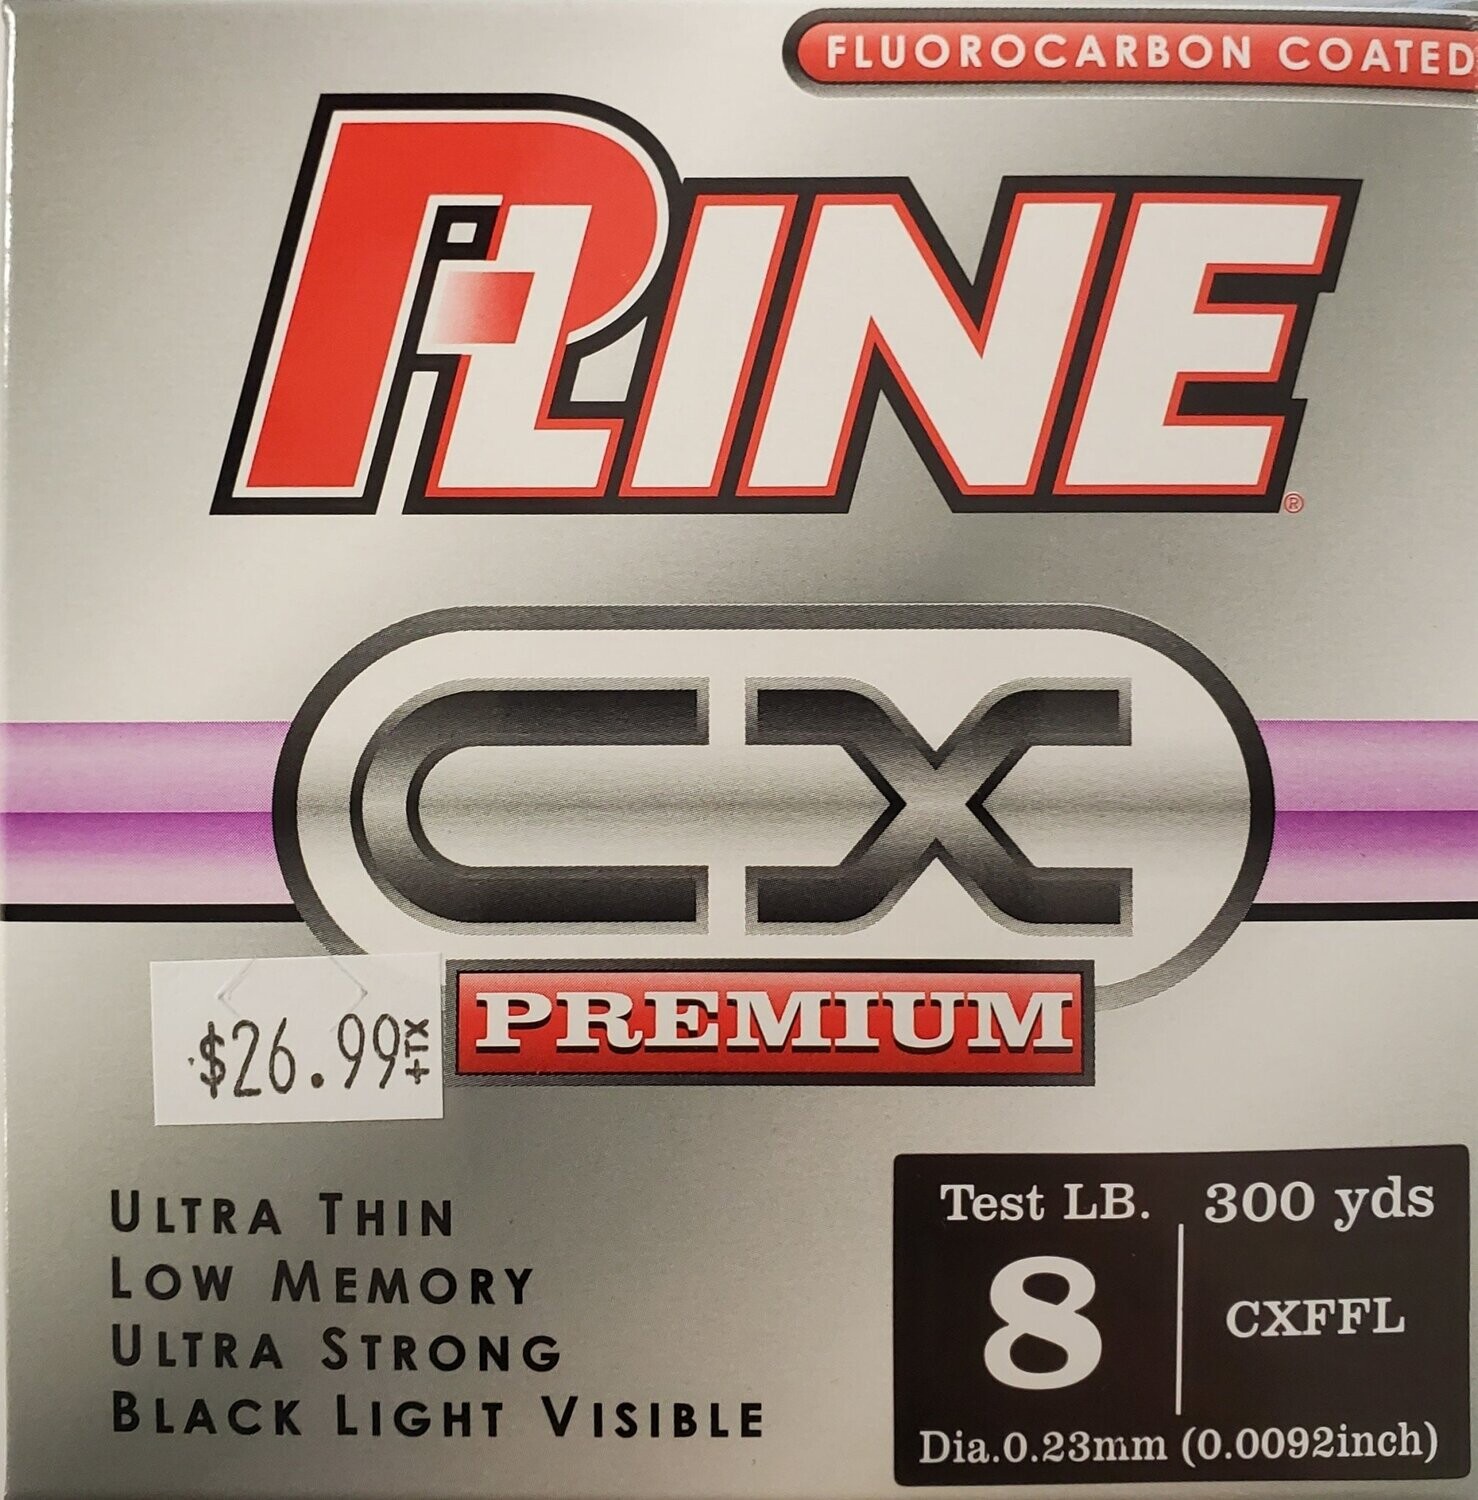 FLUOROCARBON COATED
P-LINE®
CX
PREMIUM
$26.99+TX
ULTRA THIN
LOW MEMORY
ULTRA STRONG
BLACK LIGHT VISIBLE
Test LB. 300 yds
8 CXFFL
Dia.0.23mm (0.0092inch)